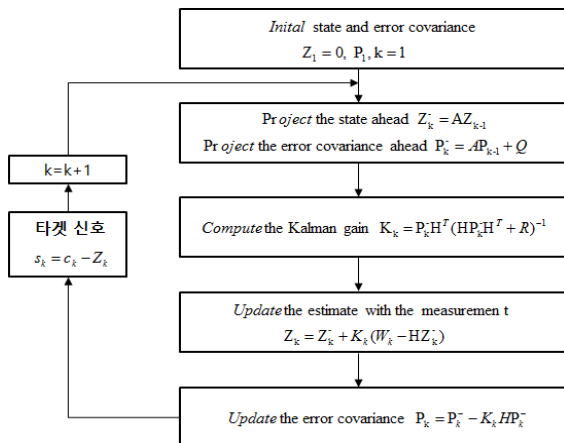 Inital state and error covariance
Z₁ = 0, P₁, k = 1
Project the state ahead Z⁻ₖ = AZₖ₋₁
Project the error covariance ahead P⁻ₖ = APₖ₋₁ + Q
k=k+1
Compute the Kalman gain Kₖ = P⁻ₖHᵀ(HP⁻ₖHᵀ + R)⁻¹
타겟 신호
sₖ = cₖ − Zₖ
Update the estimate with the measuremen t
Zₖ = Z⁻ₖ + Kₖ(Wₖ − HZ⁻ₖ)
Update the error covariance Pₖ = P⁻ₖ − KₖHP⁻ₖ